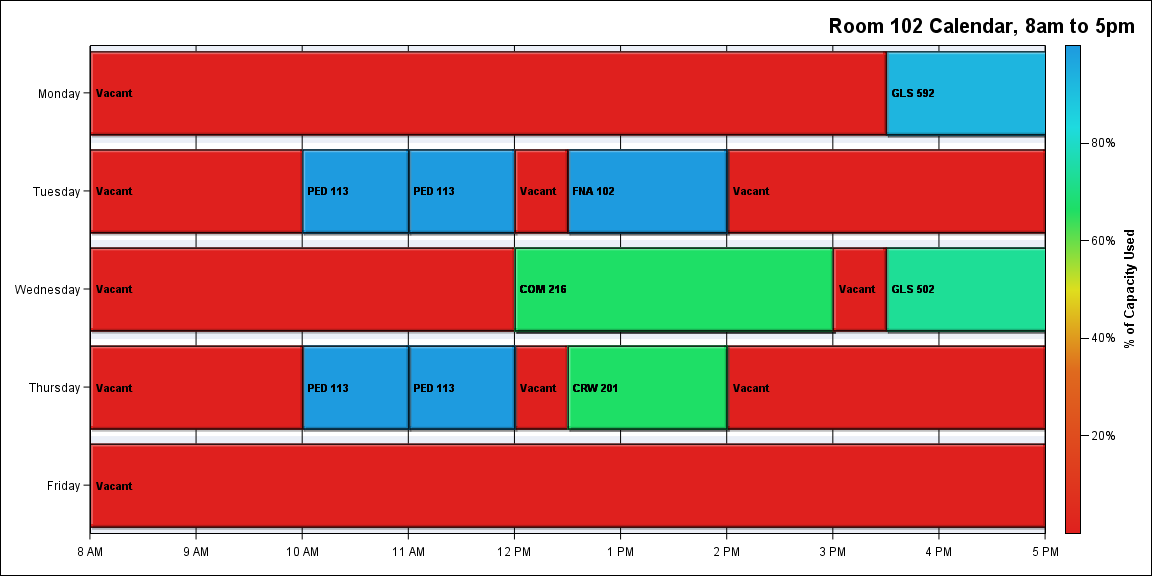 Room 102 Calendar, 8am to 5pm
Monday
Vacant
GLS 592
Tuesday
Vacant
PED 113
PED 113
Vacant
FNA 102
Vacant
Wednesday
Vacant
COM 216
Vacant
GLS 502
Thursday
Vacant
PED 113
PED 113
Vacant
CRW 201
Vacant
Friday
Vacant
8 AM
9 AM
10 AM
11 AM
12 PM
1 PM
2 PM
3 PM
4 PM
5 PM
80%
60%
40%
20%
% of Capacity Used